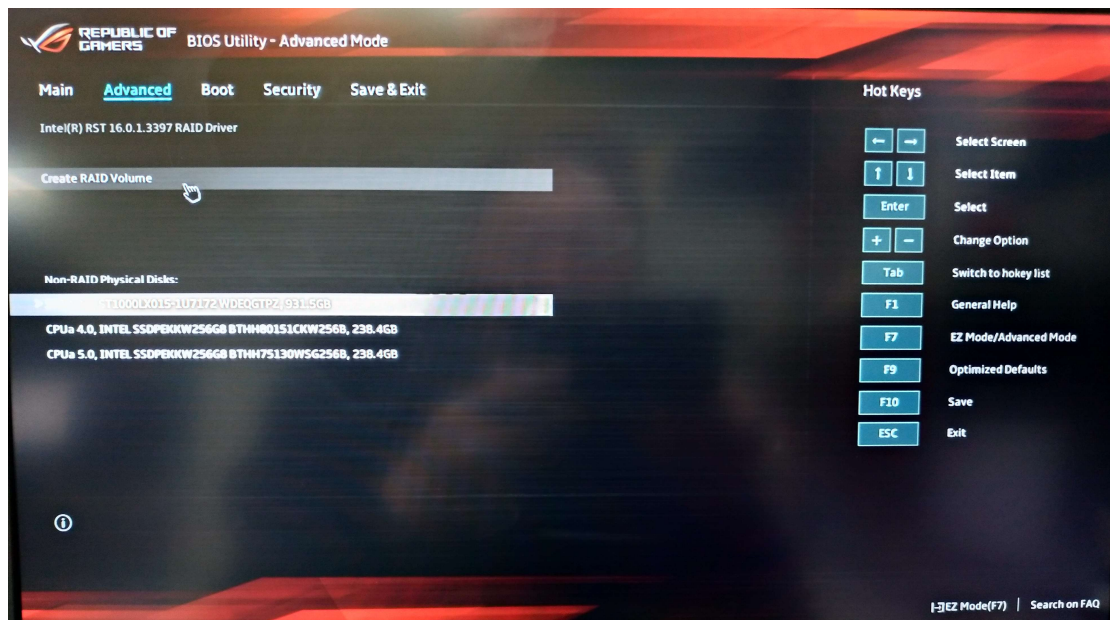 REPUBLIC OF
GAMERS
BIOS Utility - Advanced Mode
Main Advanced Boot Security Save & Exit
Intel(R) RST 16.0.1.3397 RAID Driver
Create RAID Volume
Non-RAID Physical Disks:
931.5GB
CPUa 4.0, INTEL SSDPEKKW256G8 BTHH80151CKW256B, 238.4GB
CPUa 5.0, INTEL SSDPEKKW256G8 BTHH75130WSG256B, 238.4GB
Hot Keys
← → Select Screen
↑ ↓ Select Item
Enter Select
+ - Change Option
Tab Switch to hokey list
F1 General Help
F7 EZ Mode/Advanced Mode
F9 Optimized Defaults
F10 Save
ESC Exit
EZ Mode(F7) | Search on FAQ